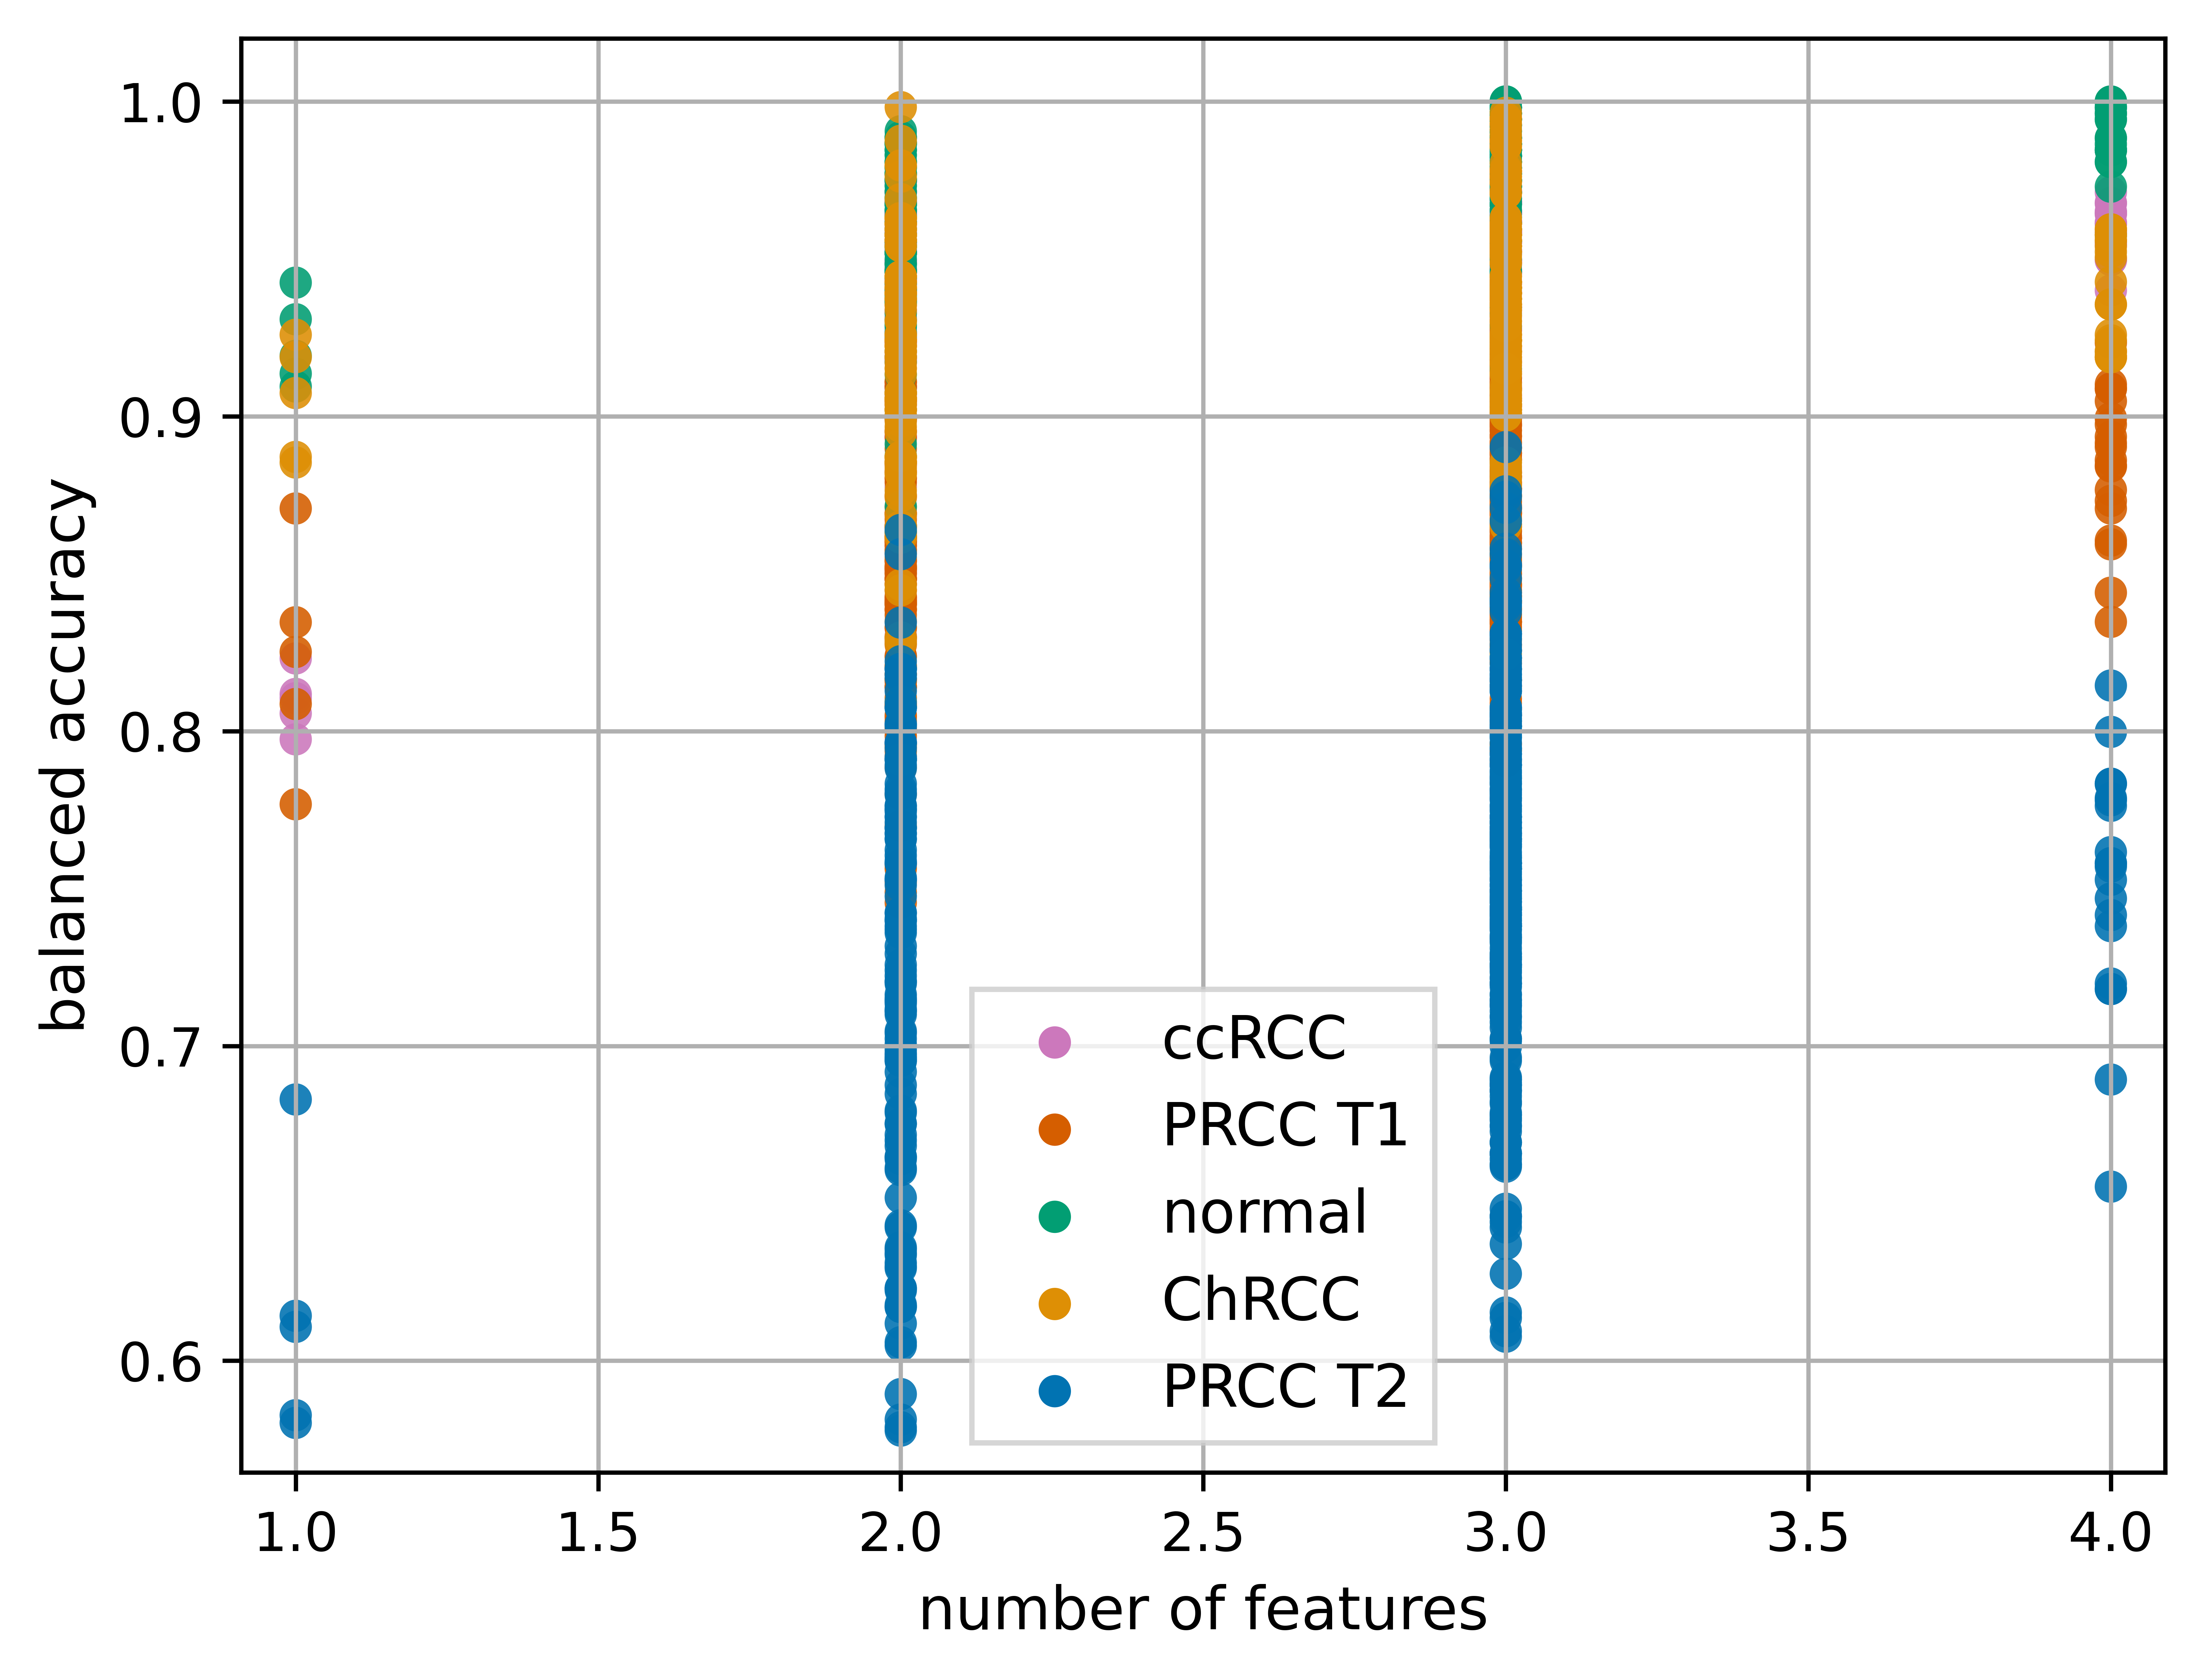 balanced accuracy
1.0
0.9
0.8
0.7
0.6
ccRCC
PRCC T1
normal
ChRCC
PRCC T2
1.0 1.5 2.0 2.5 3.0 3.5 4.0
number of features